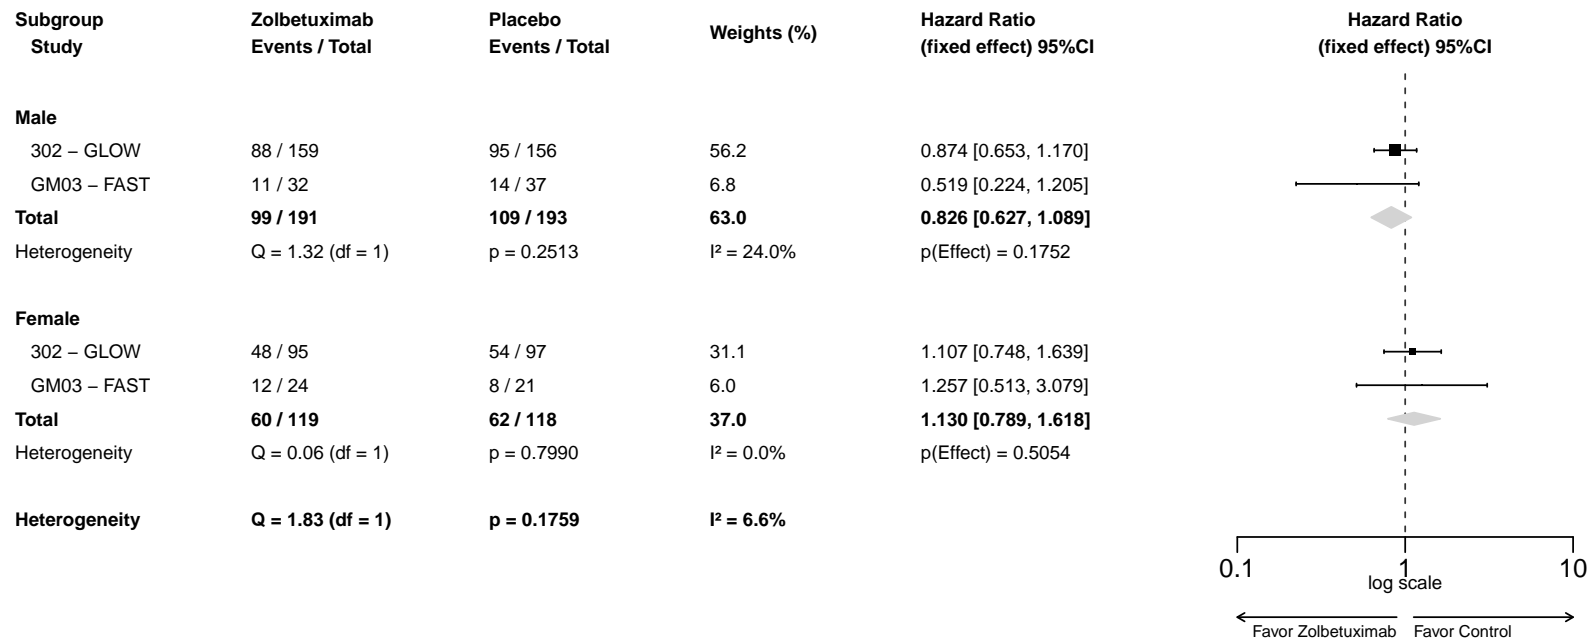 Subgroup Zolbetuximab Placebo Weights (%) Hazard Ratio Hazard Ratio
Study Events / Total Events / Total (fixed effect) 95%CI (fixed effect) 95%CI
Male
302 – GLOW 88 / 159 95 / 156 56.2 0.874 [0.653, 1.170]
GM03 – FAST 11 / 32 14 / 37 6.8 0.519 [0.224, 1.205]
Total 99 / 191 109 / 193 63.0 0.826 [0.627, 1.089]
Heterogeneity Q = 1.32 (df = 1) p = 0.2513 I² = 24.0% p(Effect) = 0.1752
Female
302 – GLOW 48 / 95 54 / 97 31.1 1.107 [0.748, 1.639]
GM03 – FAST 12 / 24 8 / 21 6.0 1.257 [0.513, 3.079]
Total 60 / 119 62 / 118 37.0 1.130 [0.789, 1.618]
Heterogeneity Q = 0.06 (df = 1) p = 0.7990 I² = 0.0% p(Effect) = 0.5054
Heterogeneity Q = 1.83 (df = 1) p = 0.1759 I² = 6.6%
0.1 1 10
log scale
Favor Zolbetuximab Favor Control